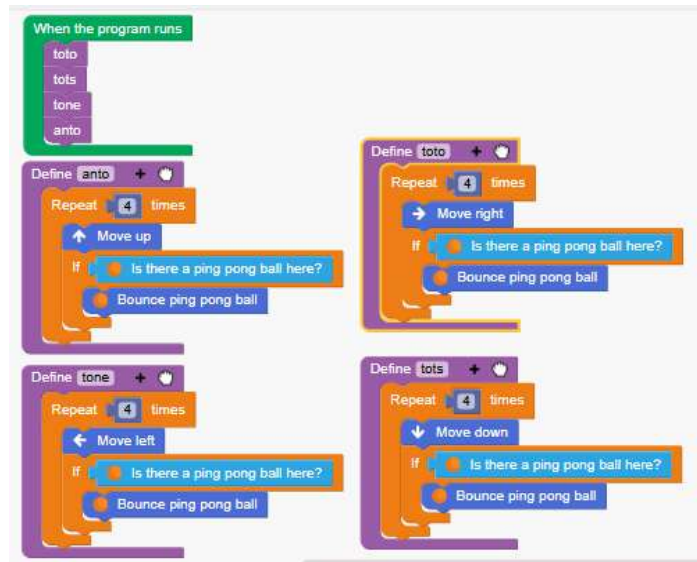 When the program runs
toto
tots
tone
anto
Define anto +
Repeat 4 times
Move up
If Is there a ping pong ball here?
Bounce ping pong ball
Define toto +
Repeat 4 times
Move right
If Is there a ping pong ball here?
Bounce ping pong ball
Define tone +
Repeat 4 times
Move left
If Is there a ping pong ball here?
Bounce ping pong ball
Define tots +
Repeat 4 times
Move down
If Is there a ping pong ball here?
Bounce ping pong ball